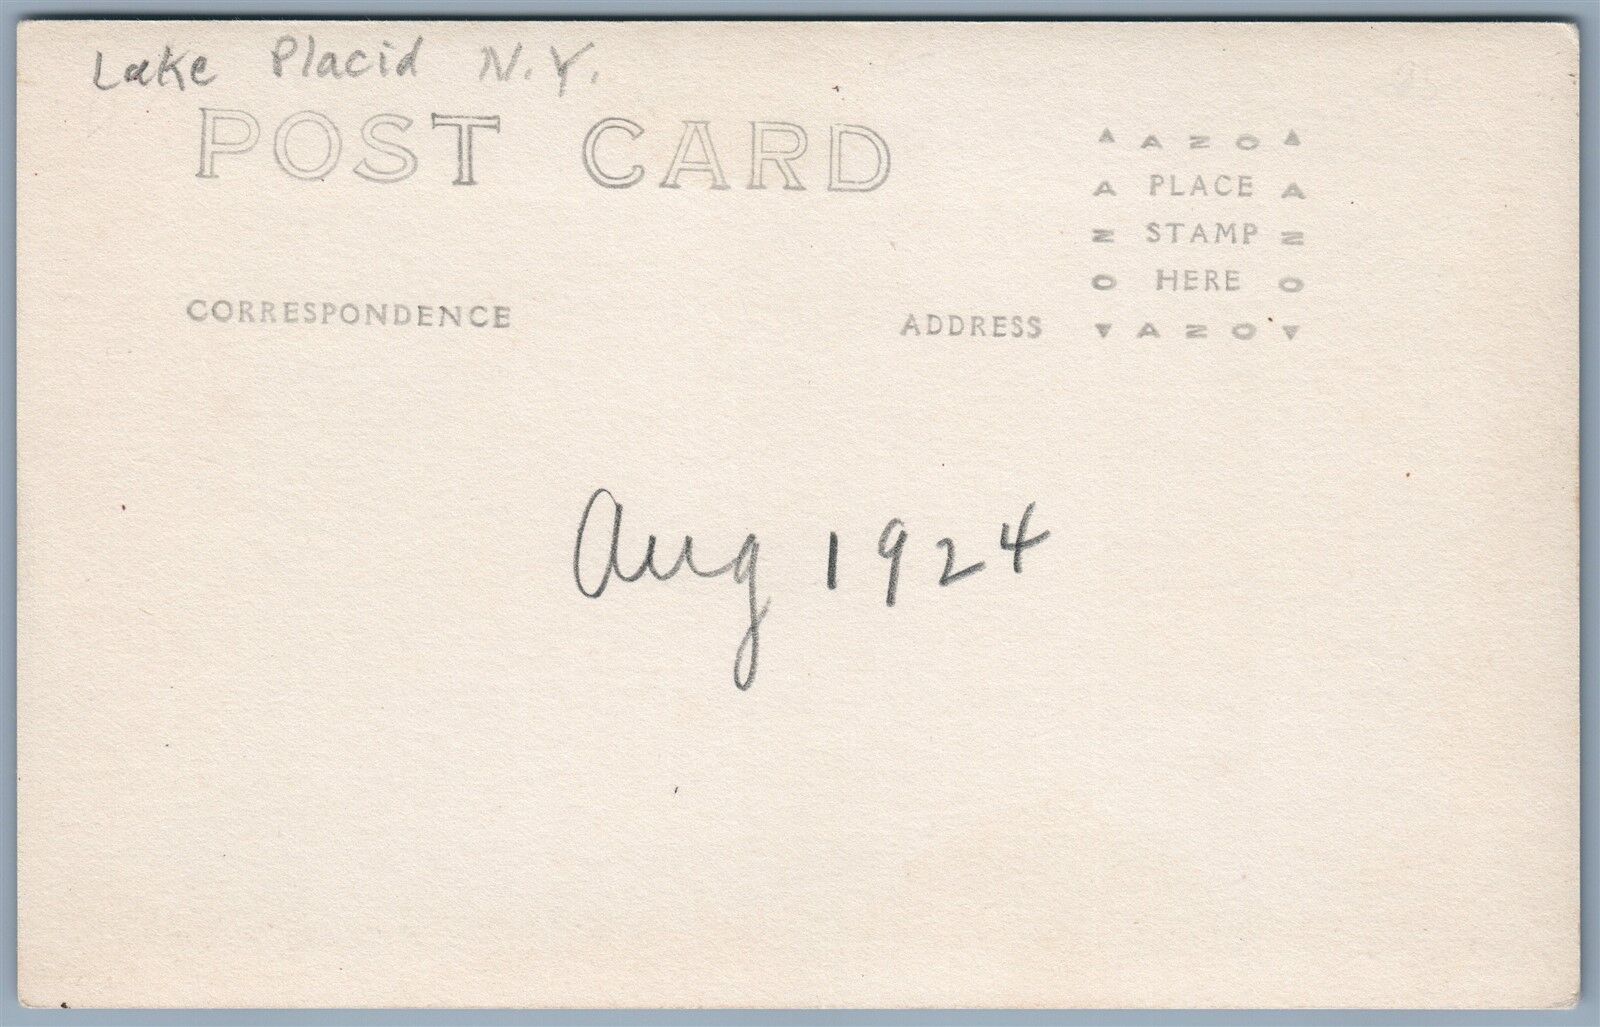 Lake Placid N.Y.
POST CARD
▲ AZO ▲
A PLACE A
Z STAMP Z
O HERE O
▼ AZO ▼
CORRESPONDENCE
ADDRESS
Aug 1924